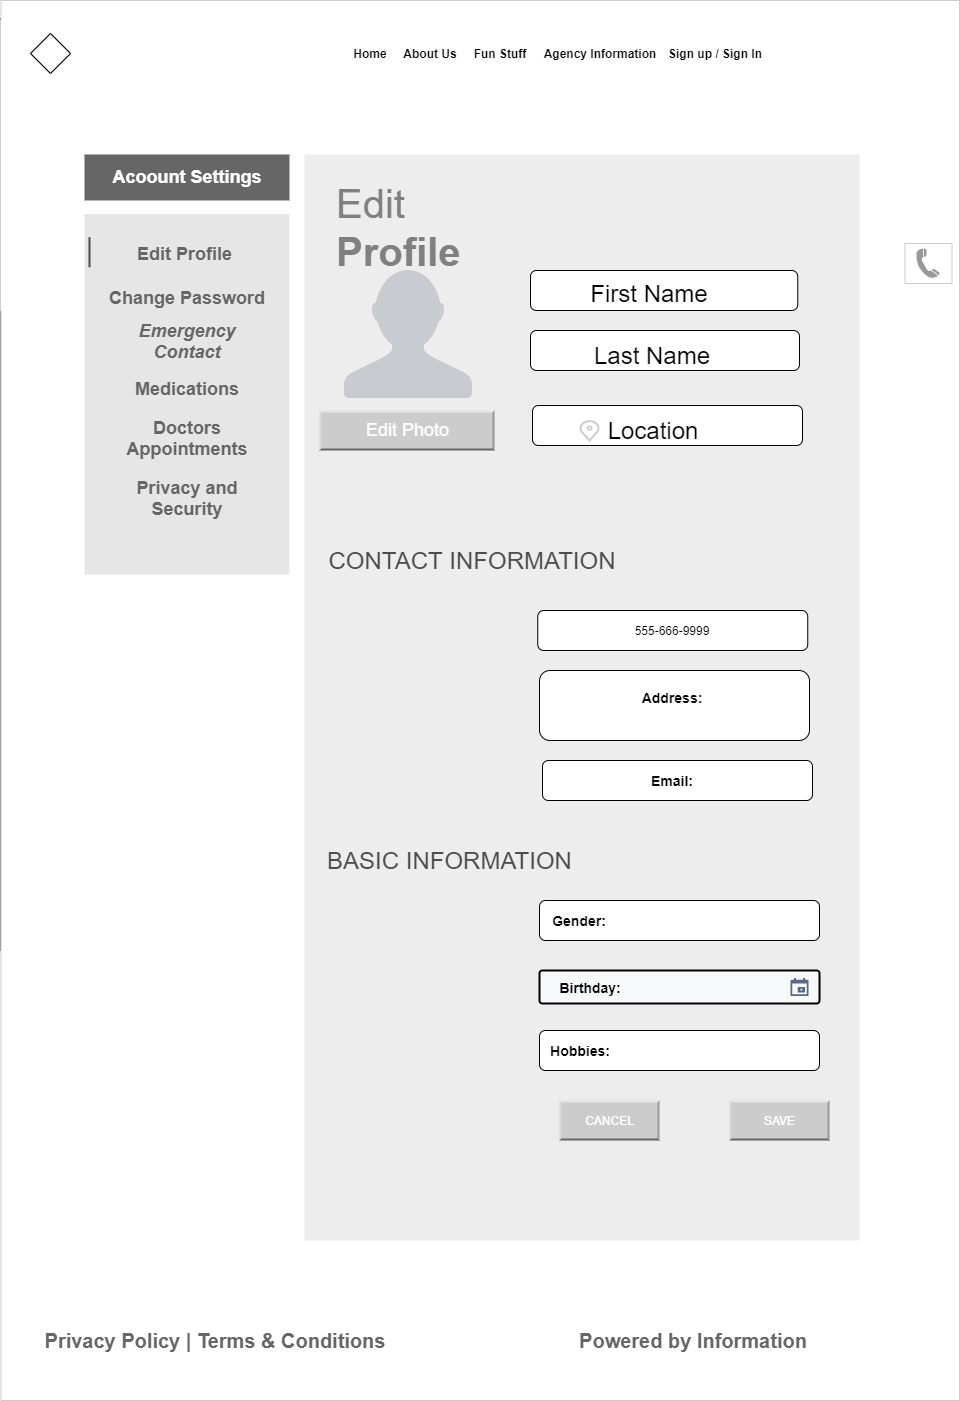 Home About Us Fun Stuff Agency Information Sign up / Sign In
Acoount Settings
Edit Profile
Change Password
Emergency
Contact
Medications
Doctors
Appointments
Privacy and
Security
Edit
Profile
Edit Photo
First Name
Last Name
Location
CONTACT INFORMATION
555-666-9999
Address:
Email:
BASIC INFORMATION
Gender:
Birthday:
Hobbies:
CANCEL SAVE
Privacy Policy | Terms & Conditions Powered by Information